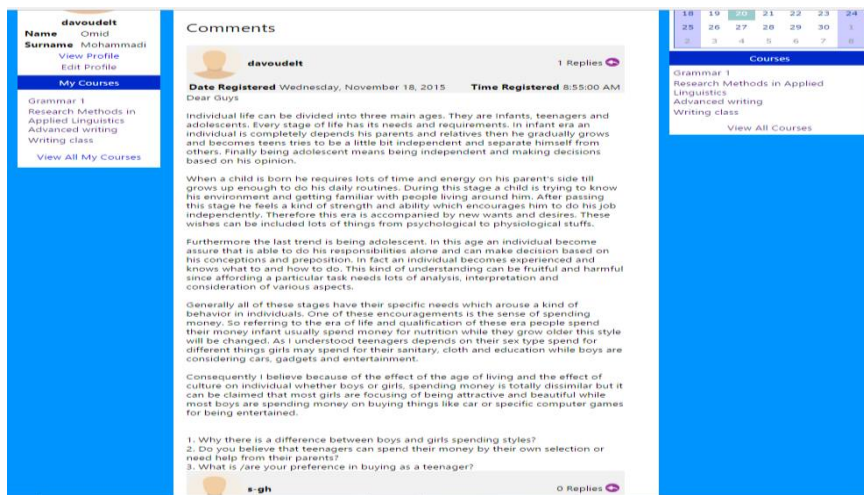 davoudelt
Name Omid
Surname Mohammadi
View Profile
Edit Profile
My Courses
Grammar 1
Research Methods in
Applied Linguistics
Advanced writing
Writing class
View All My Courses
Comments
davoudelt
1 Replies
Date Registered Wednesday, November 18, 2015 Time Registered 8:55:00 AM
Dear Guys
Individual life can be divided into three main ages. They are Infants, teenagers and
adolescents. Every stage of life has its needs and requirements. In infant era an
individual is completely depends his parents and relatives then he gradually grows
and becomes teens tries to be a little bit independent and separate himself from
others. Finally being adolescent means being independent and making decisions
based on his opinion.
When a child is born he requires lots of time and energy on his parent's side till
grows up enough to do his daily routines. During this stage a child is trying to know
his environment and getting familiar with people living around him. After passing
this stage he feels a kind of strength and ability which encourages him to do his job
independently. Therefore this era is accompanied by new wants and desires. These
wishes can be included lots of things from psychological to physiological stuffs.
Furthermore the last trend is being adolescent. In this age an individual become
assure that is able to do his responsibilities alone and can make decision based on
his conceptions and preposition. In fact an individual becomes experienced and
knows what to and how to do. This kind of understanding can be fruitful and harmful
since affording a particular task needs lots of analysis, interpretation and
consideration of various aspects.
Generally all of these stages have their specific needs which arouse a kind of
behavior in individuals. One of these encouragements is the sense of spending
money. So referring to the era of life and qualification of these era people spend
their money infant usually spend money for nutrition while they grow older this style
will be changed. As I understood teenagers depends on their sex type spend for
different things girls may spend for their sanitary, cloth and education while boys are
considering cars, gadgets and entertainment.
Consequently I believe because of the effect of the age of living and the effect of
culture on individual whether boys or girls, spending money is totally dissimilar but it
can be claimed that most girls are focusing of being attractive and beautiful while
most boys are spending money on buying things like car or specific computer games
for being entertained.
1. Why there is a difference between boys and girls spending styles?
2. Do you believe that teenagers can spend their money by their own selection or
need help from their parents?
3. What is /are your preference in buying as a teenager?
s-gh
0 Replies
18 19 20 21 22 23 24
25 26 27 28 29 30 1
2 3 4 5 6 7 8
Courses
Grammar 1
Research Methods in Applied
Linguistics
Advanced writing
Writing class
View All Courses